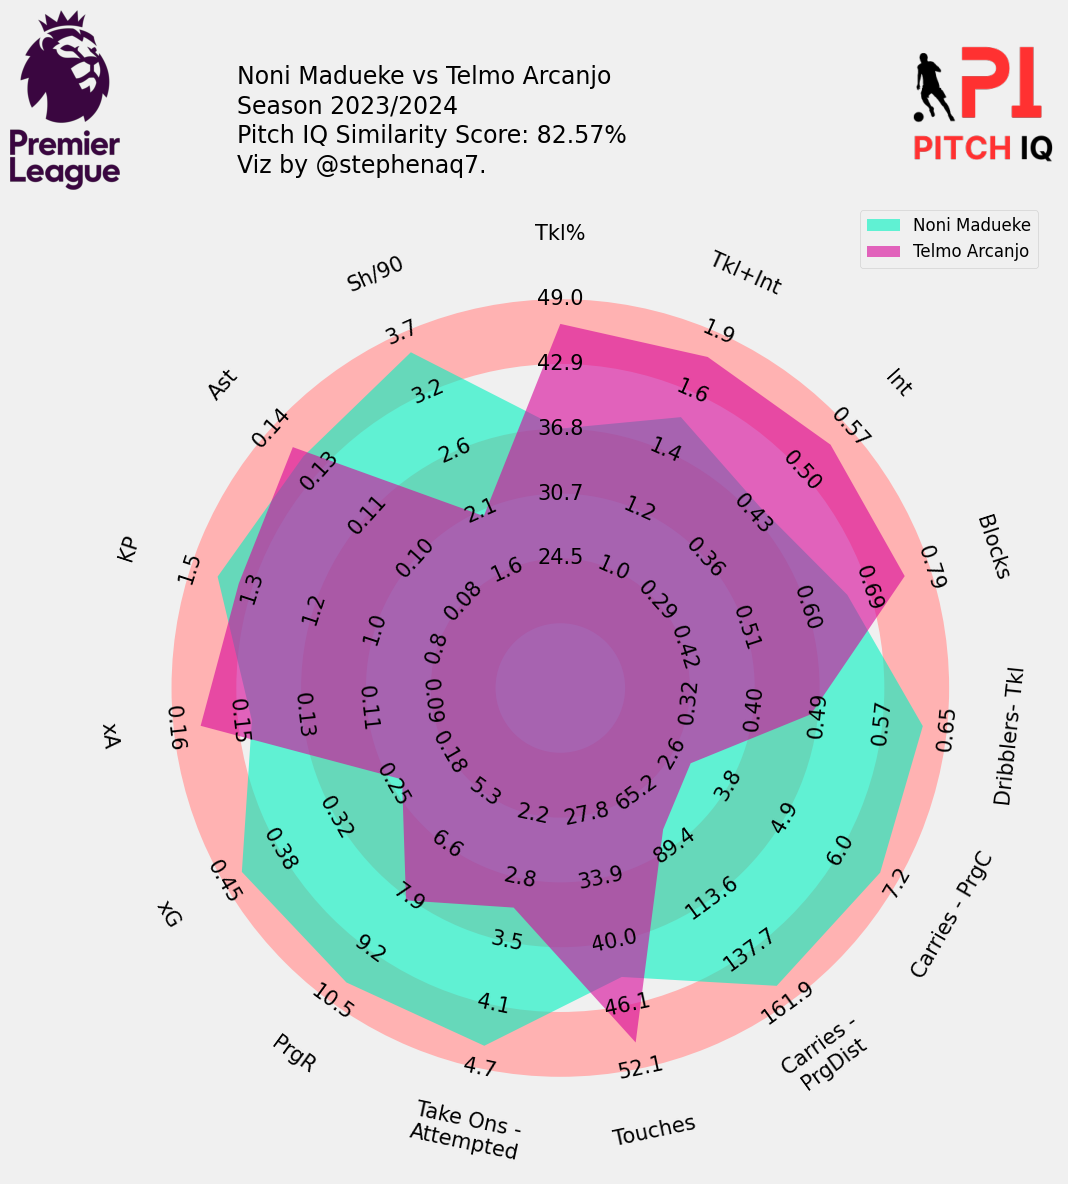 Premier
League
Noni Madueke vs Telmo Arcanjo
Season 2023/2024
Pitch IQ Similarity Score: 82.57%
Viz by @stephenaq7.
PI
PITCH IQ
Noni Madueke
Telmo Arcanjo
Tkl%
49.0
42.9
36.8
30.7
24.5
Tkl+Int
1.9
1.6
1.4
1.2
1.0
Int
0.57
0.50
0.43
0.36
0.29
Blocks
0.79
0.69
0.60
0.51
0.42
Dribblers- Tkl
0.65
0.57
0.49
0.40
0.32
Carries - PrgC
7.2
6.0
4.9
3.8
2.6
Carries -
PrgDist
161.9
137.7
113.6
89.4
65.2
Touches
52.1
46.1
40.0
33.9
27.8
Take Ons -
Attempted
4.7
4.1
3.5
2.8
2.2
PrgR
10.5
9.2
7.9
6.6
5.3
xG
0.45
0.38
0.32
0.25
0.18
xA
0.16
0.15
0.13
0.11
0.09
KP
1.5
1.3
1.2
1.0
0.8
Ast
0.14
0.13
0.11
0.10
0.08
Sh/90
3.7
3.2
2.6
2.1
1.6